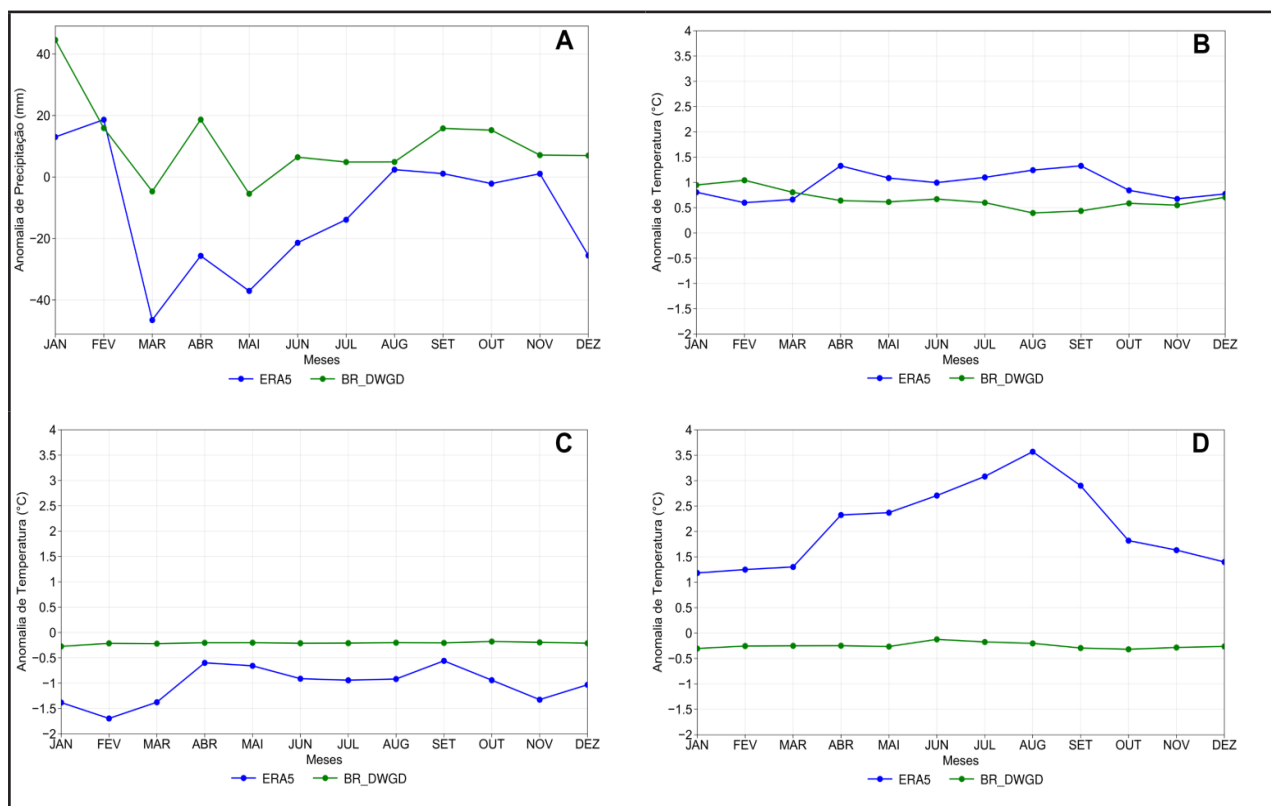 A
Anomalia de Precipitação (mm)
40
20
0
−20
−40
JAN FEV MAR ABR MAI JUN JUL AUG SET OUT NOV DEZ
Meses
ERA5 BR_DWGD
B
Anomalia de Temperatura (°C)
4
3.5
3
2.5
2
1.5
1
0.5
0
−0.5
−1
−1.5
−2
JAN FEV MAR ABR MAI JUN JUL AUG SET OUT NOV DEZ
Meses
ERA5 BR_DWGD
C
Anomalia de Temperatura (°C)
4
3.5
3
2.5
2
1.5
1
0.5
0
−0.5
−1
−1.5
−2
JAN FEV MAR ABR MAI JUN JUL AUG SET OUT NOV DEZ
Meses
ERA5 BR_DWGD
D
Anomalia de Temperatura (°C)
4
3.5
3
2.5
2
1.5
1
0.5
0
−0.5
−1
−1.5
−2
JAN FEV MAR ABR MAI JUN JUL AUG SET OUT NOV DEZ
Meses
ERA5 BR_DWGD